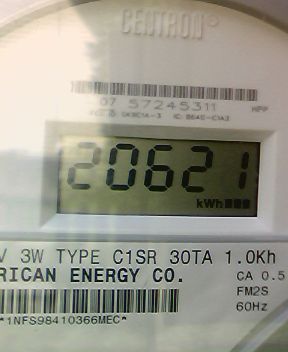 CENTRON®
07 57245311 HPP
20621
kWh
V 3W TYPE C1SR 30TA 1.0Kh
RICAN ENERGY CO. CA 0.5
FM2S
60Hz
*1NFS98410366MEC*